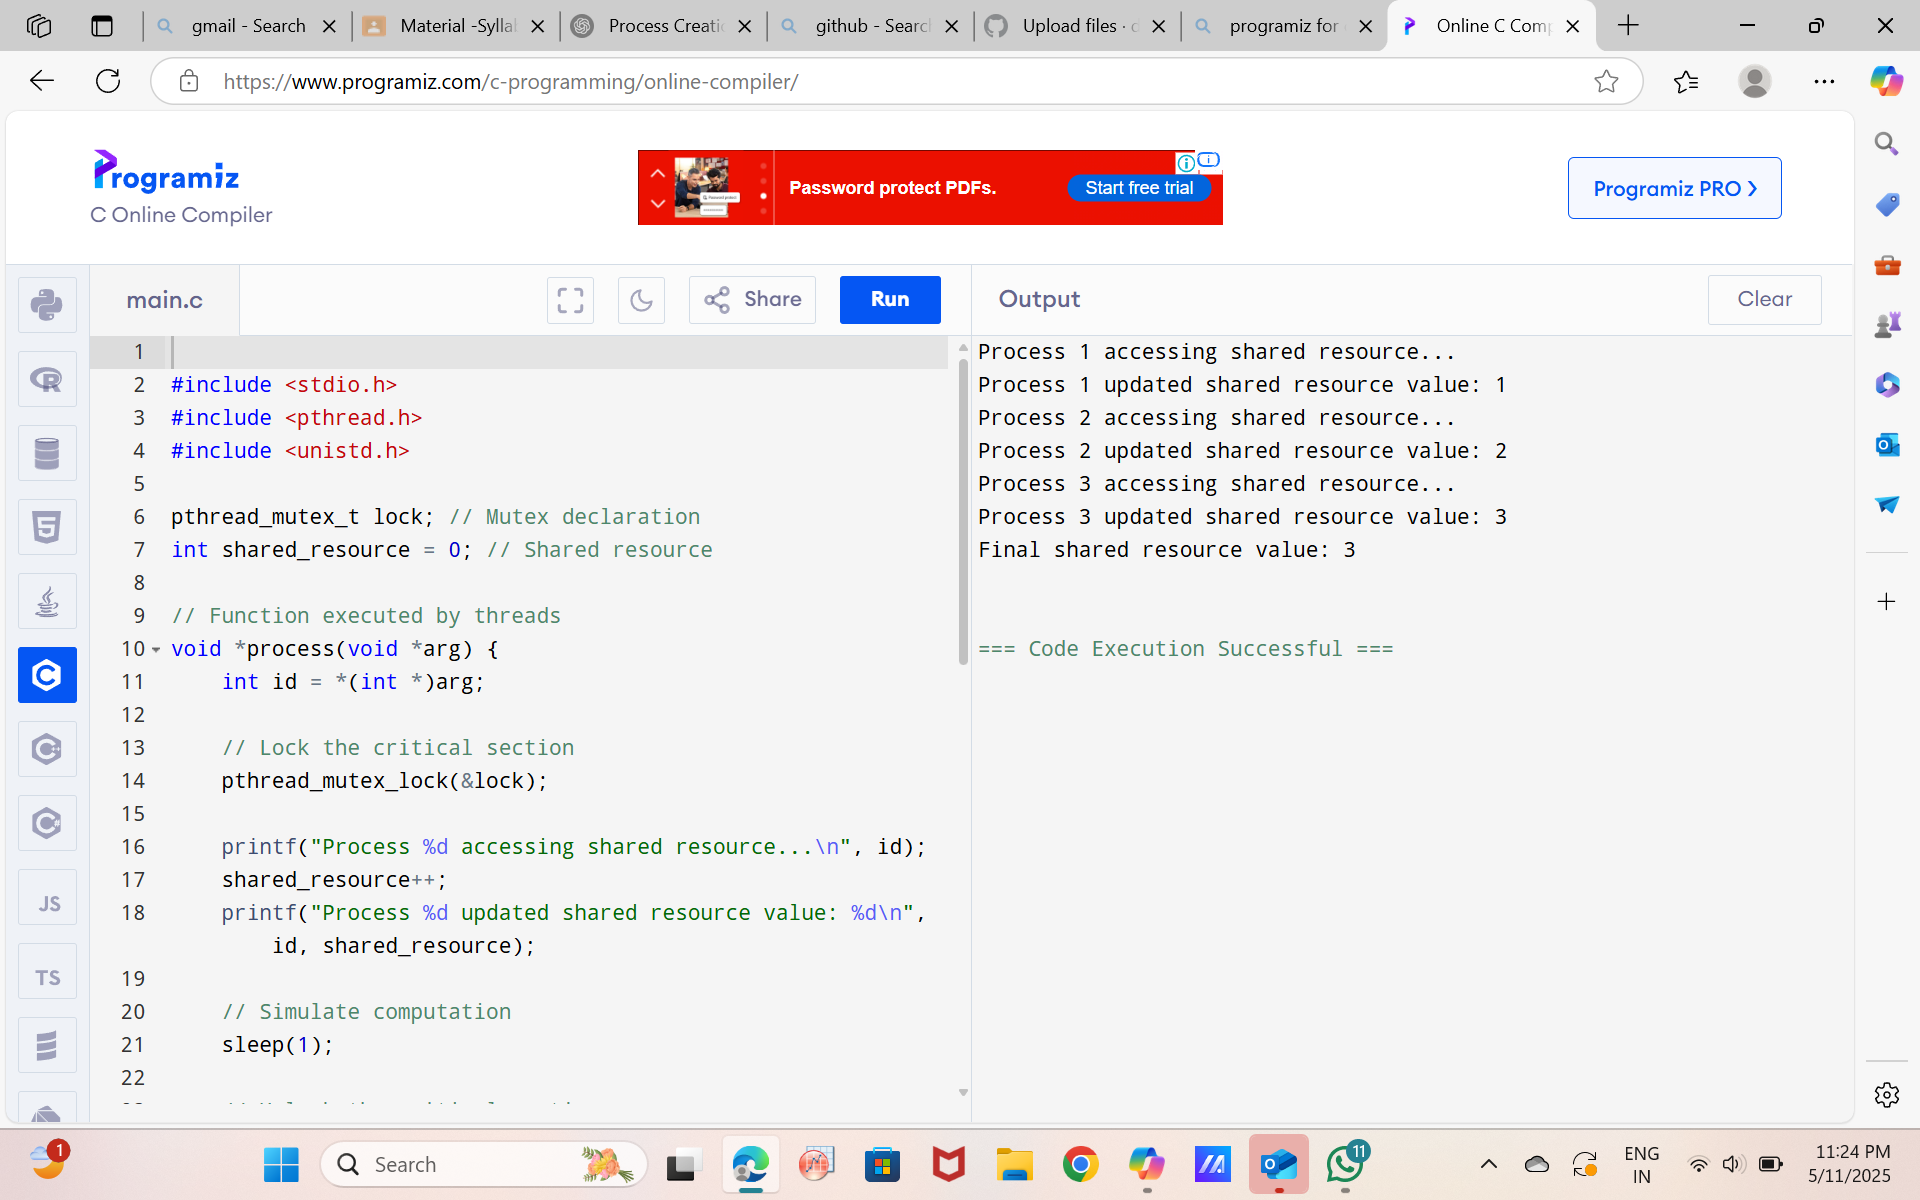 gmail - Search
Material -Syllal
Process Creatio
github - Search
Upload files · d
programiz for
Online C Comp
https://www.programiz.com/c-programming/online-compiler/
Programiz
C Online Compiler
Password protect PDFs.
Start free trial
Programiz PRO >
main.c
Share
Run
Output
Clear
1
2 #include <stdio.h>
3 #include <pthread.h>
4 #include <unistd.h>
5
6 pthread_mutex_t lock; // Mutex declaration
7 int shared_resource = 0; // Shared resource
8
9 // Function executed by threads
10 void *process(void *arg) {
11 int id = *(int *)arg;
12
13 // Lock the critical section
14 pthread_mutex_lock(&lock);
15
16 printf("Process %d accessing shared resource...\n", id);
17 shared_resource++;
18 printf("Process %d updated shared resource value: %d\n",
id, shared_resource);
19
20 // Simulate computation
21 sleep(1);
22
Process 1 accessing shared resource...
Process 1 updated shared resource value: 1
Process 2 accessing shared resource...
Process 2 updated shared resource value: 2
Process 3 accessing shared resource...
Process 3 updated shared resource value: 3
Final shared resource value: 3
=== Code Execution Successful ===
JS
TS
1
Search
11
ENG
IN
11:24 PM
5/11/2025